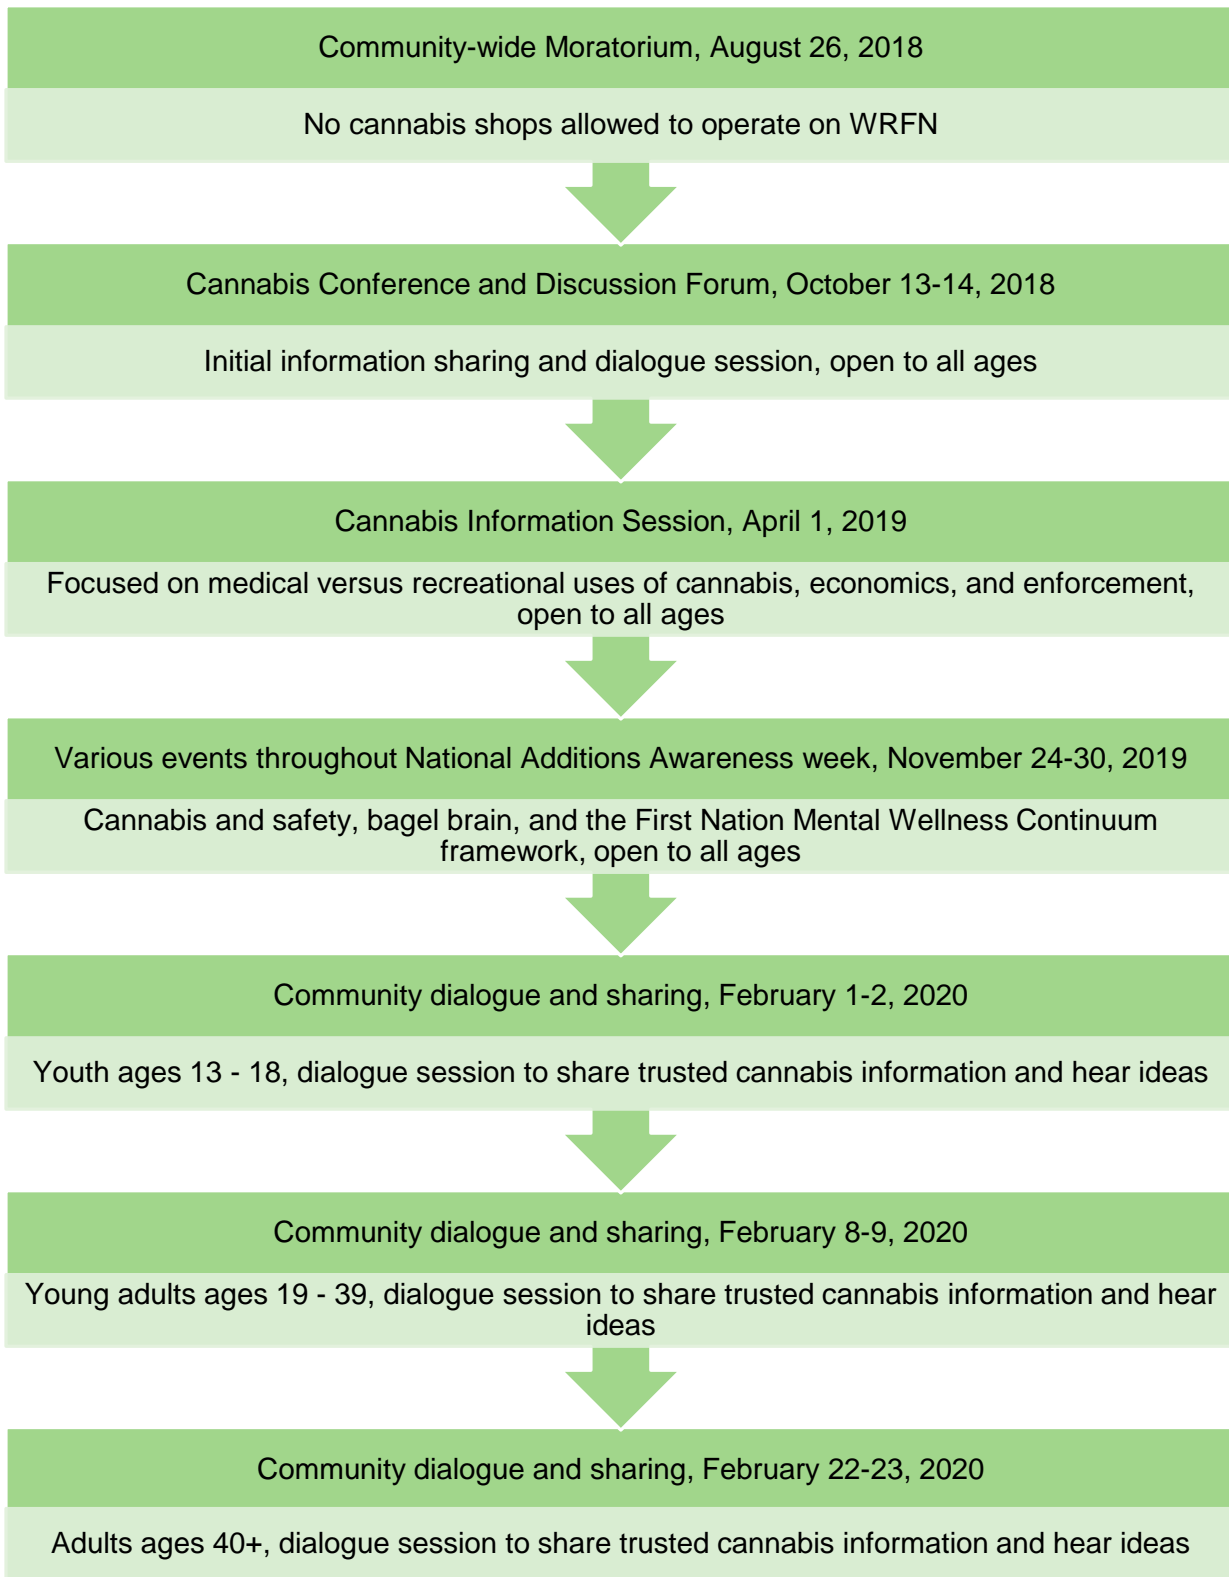 Community-wide Moratorium, August 26, 2018
No cannabis shops allowed to operate on WRFN
Cannabis Conference and Discussion Forum, October 13-14, 2018
Initial information sharing and dialogue session, open to all ages
Cannabis Information Session, April 1, 2019
Focused on medical versus recreational uses of cannabis, economics, and enforcement,
open to all ages
Various events throughout National Additions Awareness week, November 24-30, 2019
Cannabis and safety, bagel brain, and the First Nation Mental Wellness Continuum
framework, open to all ages
Community dialogue and sharing, February 1-2, 2020
Youth ages 13 - 18, dialogue session to share trusted cannabis information and hear ideas
Community dialogue and sharing, February 8-9, 2020
Young adults ages 19 - 39, dialogue session to share trusted cannabis information and hear
ideas
Community dialogue and sharing, February 22-23, 2020
Adults ages 40+, dialogue session to share trusted cannabis information and hear ideas